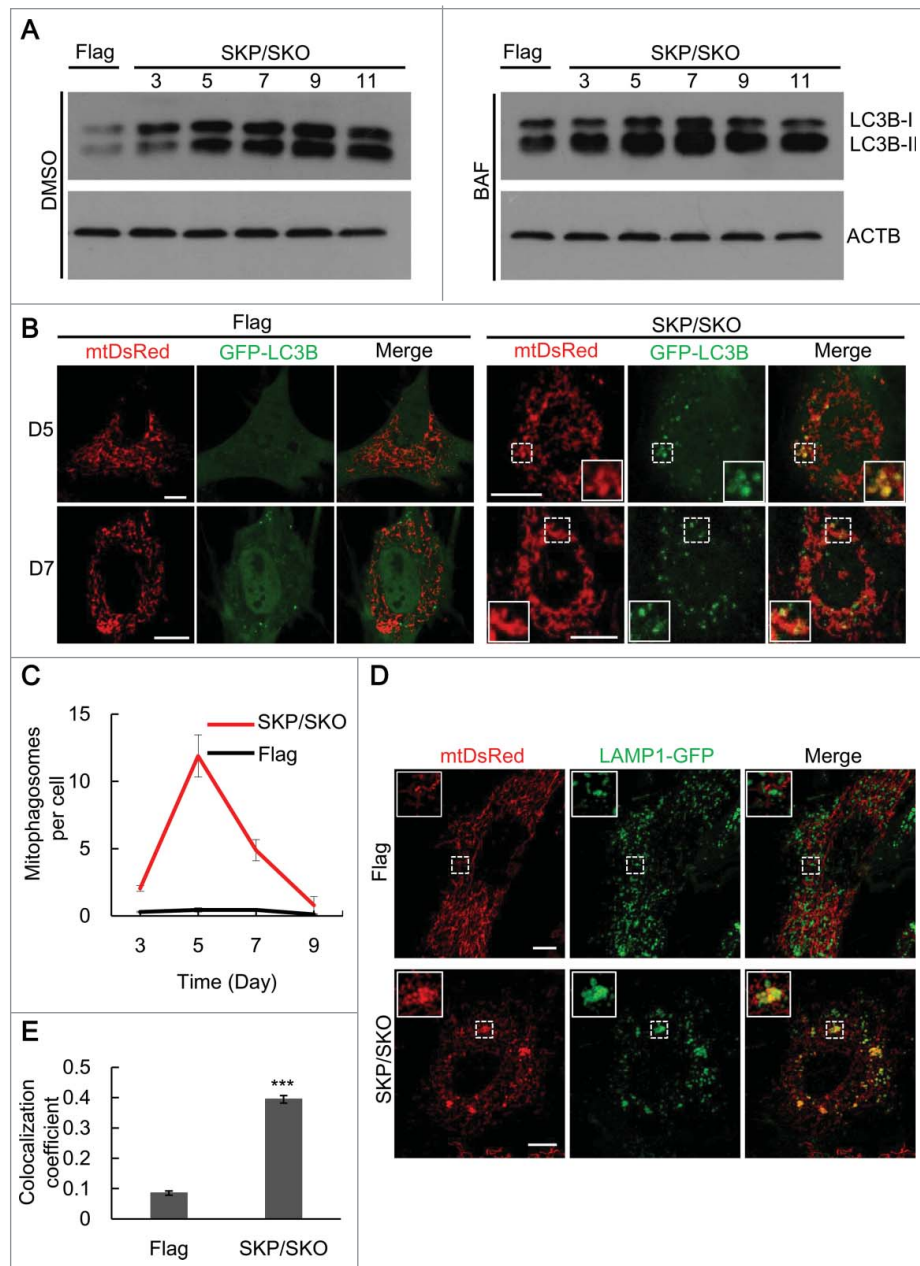 A
Flag SKP/SKO
3 5 7 9 11
DMSO
Flag SKP/SKO
3 5 7 9 11
BAF
LC3B-I
LC3B-II
ACTB
B
Flag
mtDsRed GFP-LC3B Merge
SKP/SKO
mtDsRed GFP-LC3B Merge
D5
D7
C
Mitophagosomes
per cell
15
10
5
0
SKP/SKO
Flag
3 5 7 9
Time (Day)
D
mtDsRed LAMP1-GFP Merge
Flag
SKP/SKO
E
Colocalization
coefficient
0.5
0.4
0.3
0.2
0.1
0
***
Flag SKP/SKO